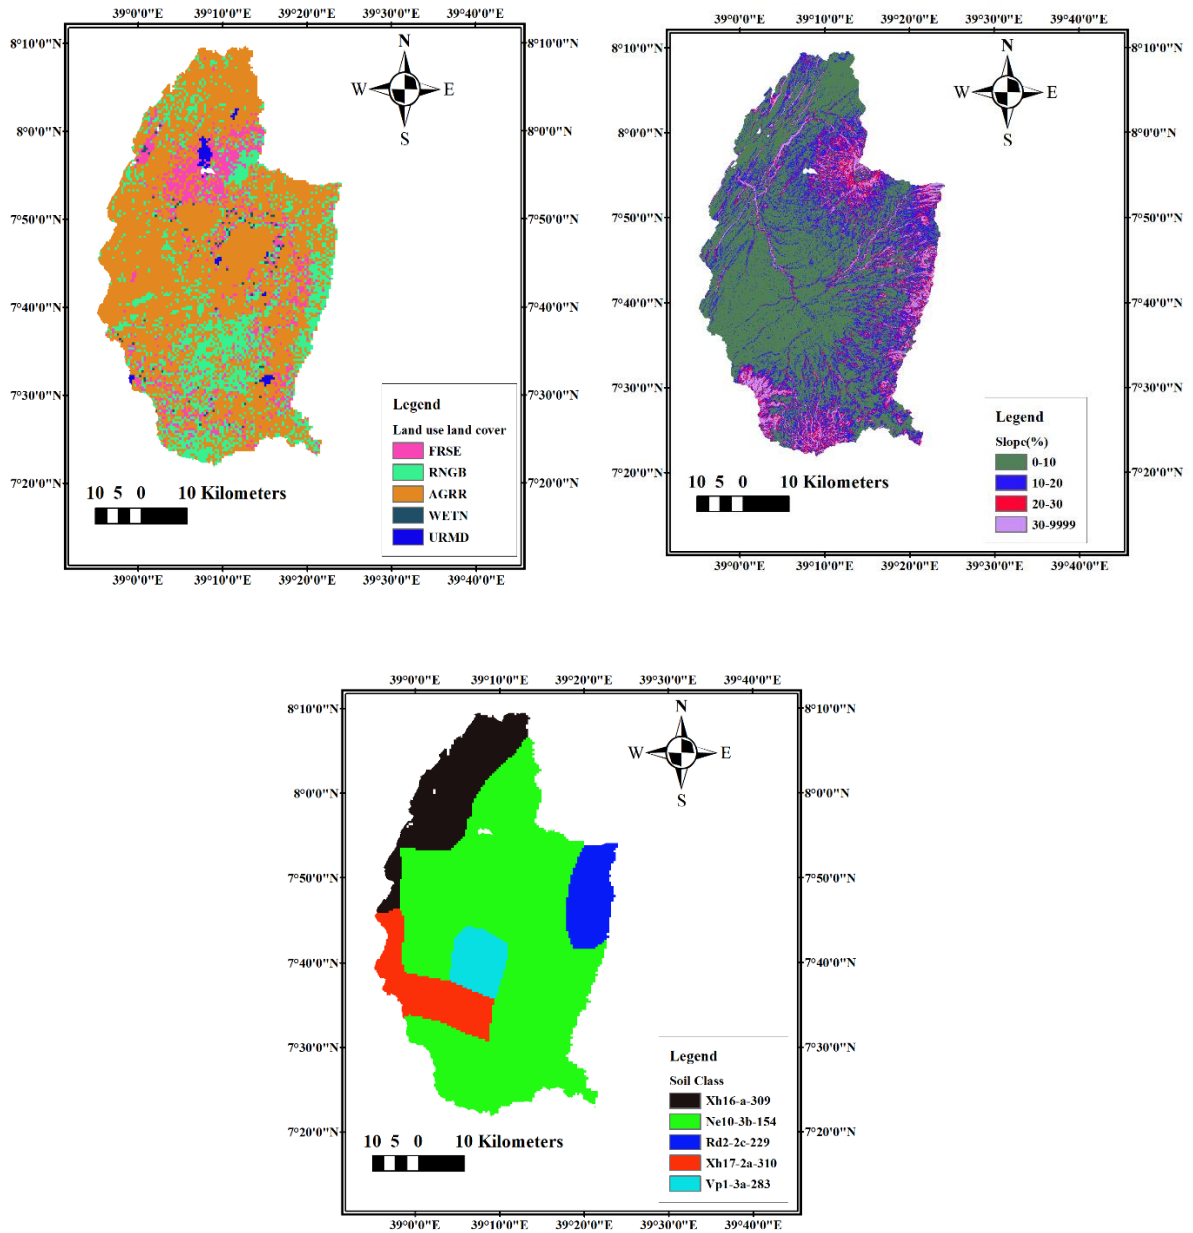 39°0'0"E 39°10'0"E 39°20'0"E 39°30'0"E 39°40'0"E
8°10'0"N 8°10'0"N
N
W E
S
8°0'0"N 8°0'0"N
7°50'0"N 7°50'0"N
7°40'0"N 7°40'0"N
7°30'0"N 7°30'0"N
7°20'0"N 7°20'0"N
Legend
Land use land cover
FRSE
RNGB
AGRR
WETN
URMD
10 5 0 10 Kilometers
39°0'0"E 39°10'0"E 39°20'0"E 39°30'0"E 39°40'0"E
39°0'0"E 39°10'0"E 39°20'0"E 39°30'0"E 39°40'0"E
8°10'0"N 8°10'0"N
N
W E
S
8°0'0"N 8°0'0"N
7°50'0"N 7°50'0"N
7°40'0"N 7°40'0"N
7°30'0"N 7°30'0"N
7°20'0"N 7°20'0"N
Legend
Slope(%)
0-10
10-20
20-30
30-9999
10 5 0 10 Kilometers
39°0'0"E 39°10'0"E 39°20'0"E 39°30'0"E 39°40'0"E
39°0'0"E 39°10'0"E 39°20'0"E 39°30'0"E 39°40'0"E
8°10'0"N 8°10'0"N
N
W E
S
8°0'0"N 8°0'0"N
7°50'0"N 7°50'0"N
7°40'0"N 7°40'0"N
7°30'0"N 7°30'0"N
7°20'0"N 7°20'0"N
Legend
Soil Class
Xh16-a-309
Ne10-3b-154
Rd2-2c-229
Xh17-2a-310
Vp1-3a-283
10 5 0 10 Kilometers
39°0'0"E 39°10'0"E 39°20'0"E 39°30'0"E 39°40'0"E